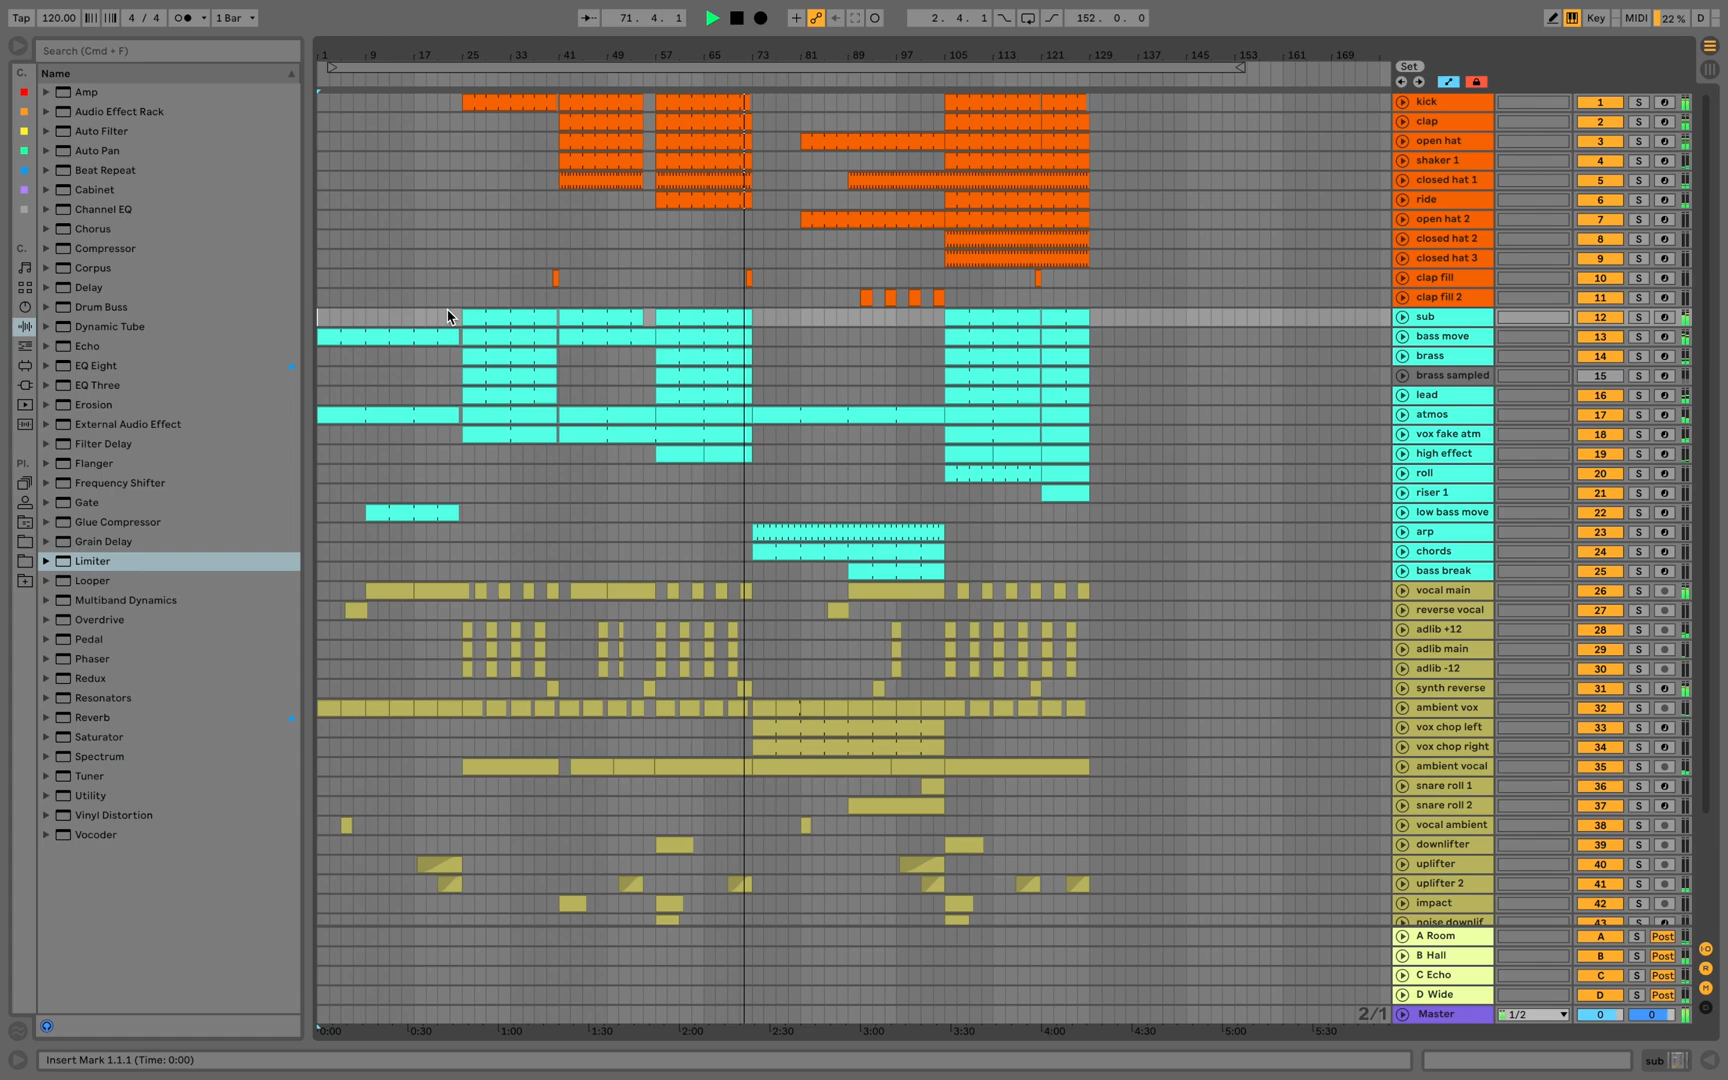 Tap 120.00 4 / 4 1 Bar 71. 4. 1 2. 4. 1 152. 0. 0 Key MIDI 22 % D
Search (Cmd + F)
C. Name
Amp
Audio Effect Rack
Auto Filter
Auto Pan
Beat Repeat
Cabinet
Channel EQ
Chorus
C. Compressor
Corpus
Delay
Drum Buss
Dynamic Tube
Echo
EQ Eight
EQ Three
Erosion
External Audio Effect
Filter Delay
Pl. Flanger
Frequency Shifter
Gate
Glue Compressor
Grain Delay
Limiter
Looper
Multiband Dynamics
Overdrive
Pedal
Phaser
Redux
Resonators
Reverb
Saturator
Spectrum
Tuner
Utility
Vinyl Distortion
Vocoder
1 9 17 25 33 41 49 57 65 73 81 89 97 105 113 121 129 137 145 153 161 169
Set
kick 1 S
clap 2 S
open hat 3 S
shaker 1 4 S
closed hat 1 5 S
ride 6 S
open hat 2 7 S
closed hat 2 8 S
closed hat 3 9 S
clap fill 10 S
clap fill 2 11 S
sub 12 S
bass move 13 S
brass 14 S
brass sampled 15 S
lead 16 S
atmos 17 S
vox fake atm 18 S
high effect 19 S
roll 20 S
riser 1 21 S
low bass move 22 S
arp 23 S
chords 24 S
bass break 25 S
vocal main 26 S
reverse vocal 27 S
adlib +12 28 S
adlib main 29 S
adlib -12 30 S
synth reverse 31 S
ambient vox 32 S
vox chop left 33 S
vox chop right 34 S
ambient vocal 35 S
snare roll 1 36 S
snare roll 2 37 S
vocal ambient 38 S
downlifter 39 S
uplifter 40 S
uplifter 2 41 S
impact 42 S
noise downlif 43 S
A Room A S Post
B Hall B S Post
C Echo C S Post
D Wide D S Post
2/1 Master 1/2 0 0
0:00 0:30 1:00 1:30 2:00 2:30 3:00 3:30 4:00 4:30 5:00 5:30
I·O
R
M
D
Insert Mark 1.1.1 (Time: 0:00) sub